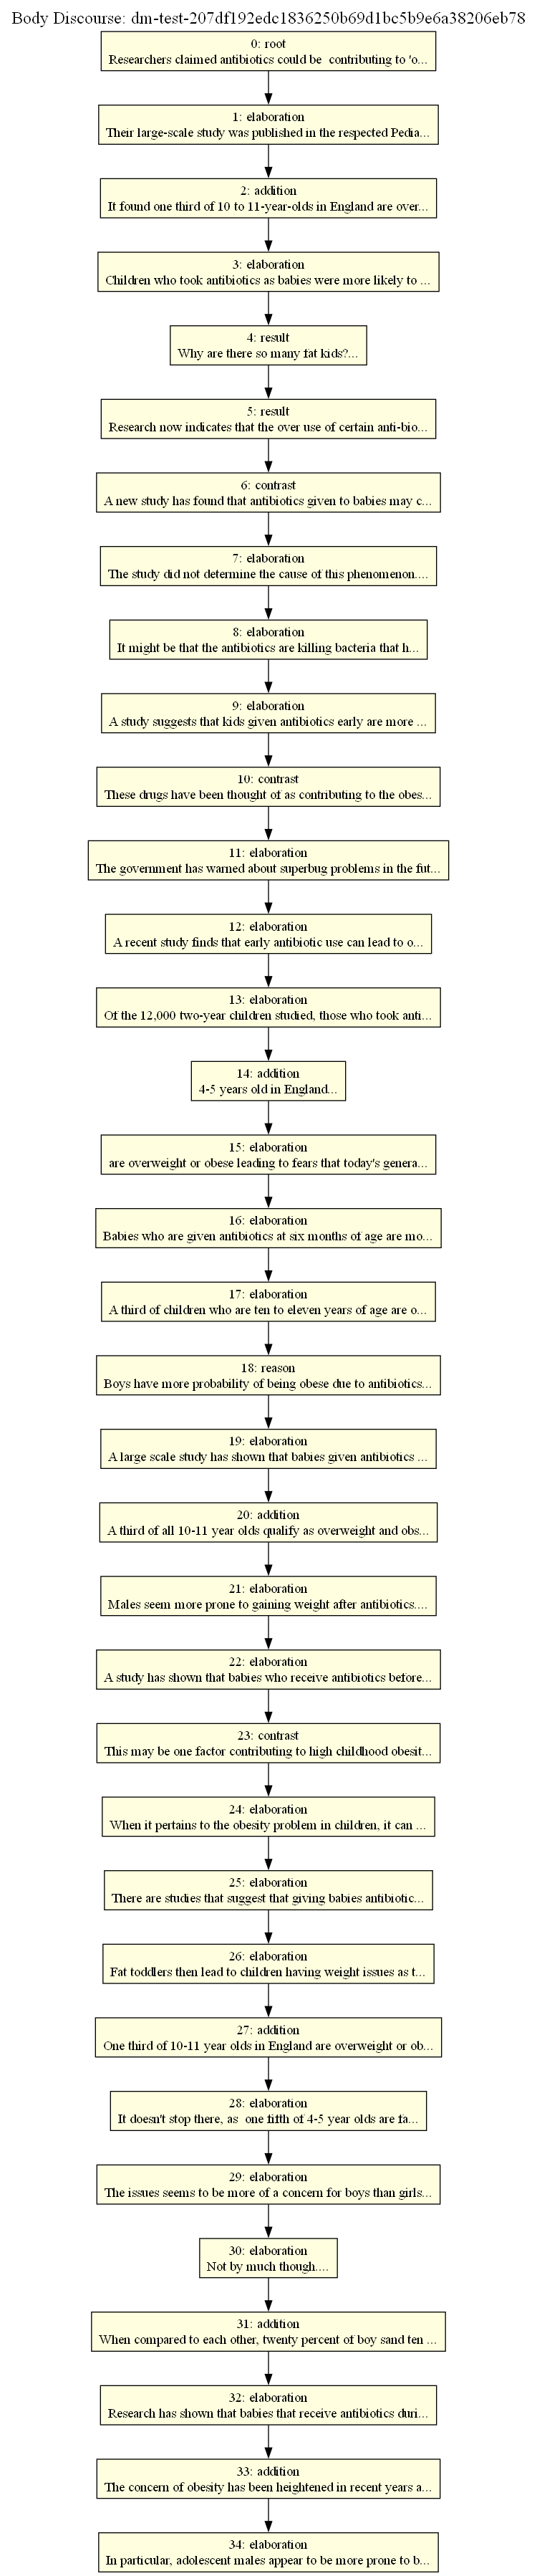 Body Discourse: dm-test-207df192edc1836250b69d1bc5b9e6a38206eb78
0: root
Researchers claimed antibiotics could be  contributing to 'o...
1: elaboration
Their large-scale study was published in the respected Pedia...
2: addition
It found one third of 10 to 11-year-olds in England are over...
3: elaboration
Children who took antibiotics as babies were more likely to ...
4: result
Why are there so many fat kids?...
5: result
Research now indicates that the over use of certain anti-bio...
6: contrast
A new study has found that antibiotics given to babies may c...
7: elaboration
The study did not determine the cause of this phenomenon....
8: elaboration
It might be that the antibiotics are killing bacteria that h...
9: elaboration
A study suggests that kids given antibiotics early are more ...
10: contrast
These drugs have been thought of as contributing to the obes...
11: elaboration
The government has warned about superbug problems in the fut...
12: elaboration
A recent study finds that early antibiotic use can lead to o...
13: elaboration
Of the 12,000 two-year children studied, those who took anti...
14: addition
4-5 years old in England...
15: elaboration
are overweight or obese leading to fears that today's genera...
16: elaboration
Babies who are given antibiotics at six months of age are mo...
17: elaboration
A third of children who are ten to eleven years of age are o...
18: reason
Boys have more probability of being obese due to antibiotics...
19: elaboration
A large scale study has shown that babies given antibiotics ...
20: addition
A third of all 10-11 year olds qualify as overweight and obs...
21: elaboration
Males seem more prone to gaining weight after antibiotics....
22: elaboration
A study has shown that babies who receive antibiotics before...
23: contrast
This may be one factor contributing to high childhood obesit...
24: elaboration
When it pertains to the obesity problem in children, it can ...
25: elaboration
There are studies that suggest that giving babies antibiotic...
26: elaboration
Fat toddlers then lead to children having weight issues as t...
27: addition
One third of 10-11 year olds in England are overweight or ob...
28: elaboration
It doesn't stop there, as  one fifth of 4-5 year olds are fa...
29: elaboration
The issues seems to be more of a concern for boys than girls...
30: elaboration
Not by much though....
31: addition
When compared to each other, twenty percent of boy sand ten ...
32: elaboration
Research has shown that babies that receive antibiotics duri...
33: addition
The concern of obesity has been heightened in recent years a...
34: elaboration
In particular, adolescent males appear to be more prone to b...